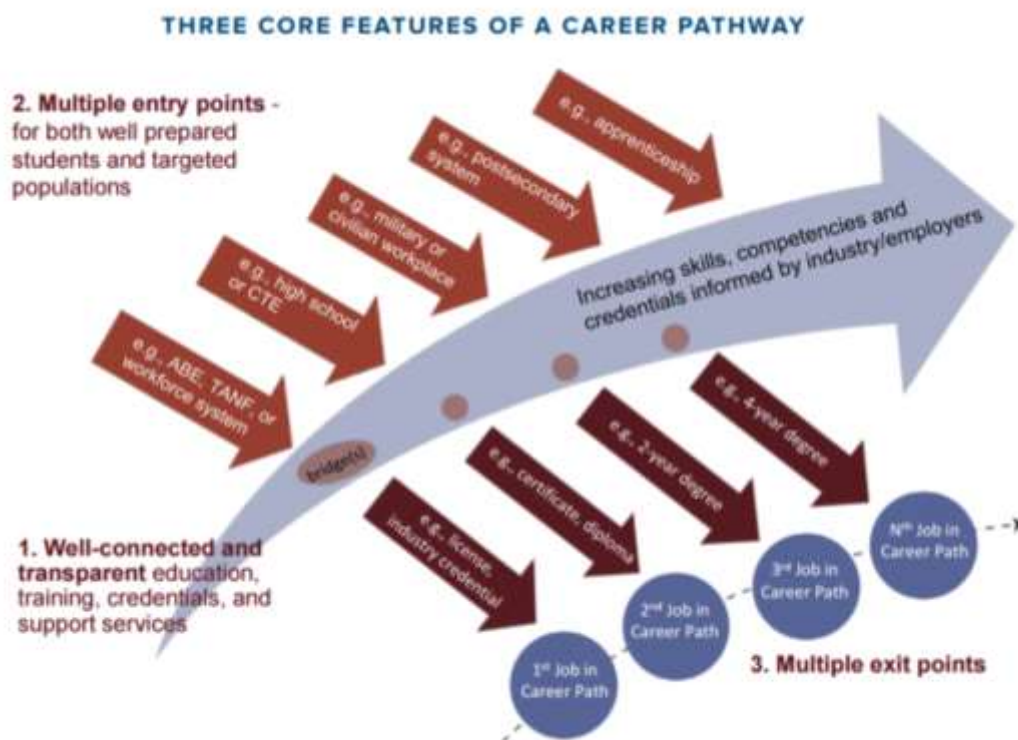 THREE CORE FEATURES OF A CAREER PATHWAY
2. Multiple entry points -
for both well prepared
students and targeted
populations
e.g., apprenticeship
e.g., postsecondary
system
e.g., military or
civilian workplace
e.g., high school
or CTE
e.g., ABE, TANF, or
workforce system
Increasing skills, competencies and
credentials informed by industry/employers
bridge(s)
1. Well-connected and
transparent education,
training, credentials, and
support services
e.g., license,
industry credential
e.g., certificate, diploma
e.g., 2-year degree
e.g., 4-year degree
1st Job in
Career Path
2nd Job in
Career Path
3rd Job in
Career Path
Nth Job in
Career Path
3. Multiple exit points